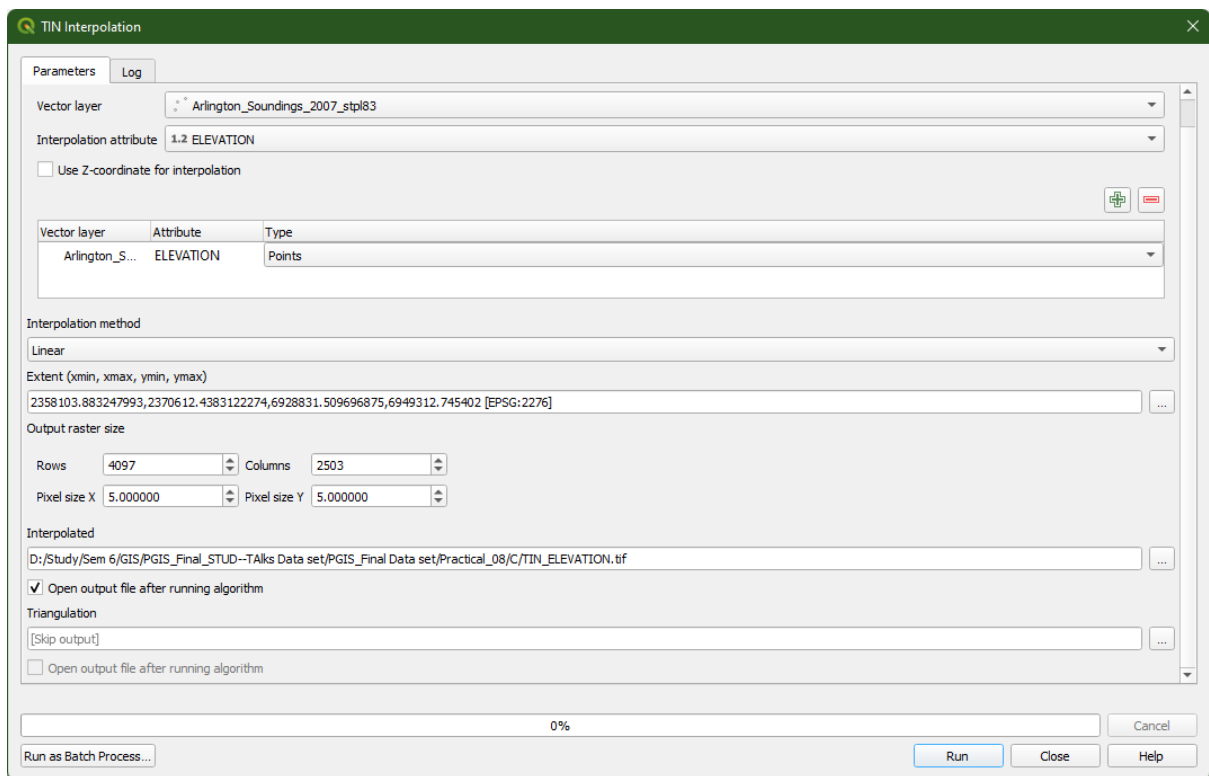 TIN Interpolation
Parameters Log
Vector layer Arlington_Soundings_2007_stpl83
Interpolation attribute 1.2 ELEVATION
Use Z-coordinate for interpolation
Vector layer Attribute Type
Arlington_S... ELEVATION Points
Interpolation method
Linear
Extent (xmin, xmax, ymin, ymax)
2358103.883247993,2370612.4383122274,6928831.509696875,6949312.745402 [EPSG:2276]
...
Output raster size
Rows 4097 Columns 2503
Pixel size X 5.000000 Pixel size Y 5.000000
Interpolated
D:/Study/Sem 6/GIS/PGIS_Final_STUD--TAlks Data set/PGIS_Final Data set/Practical_08/C/TIN_ELEVATION.tif
...
Open output file after running algorithm
Triangulation
[Skip output]
...
Open output file after running algorithm
0% Cancel
Run as Batch Process... Run Close Help